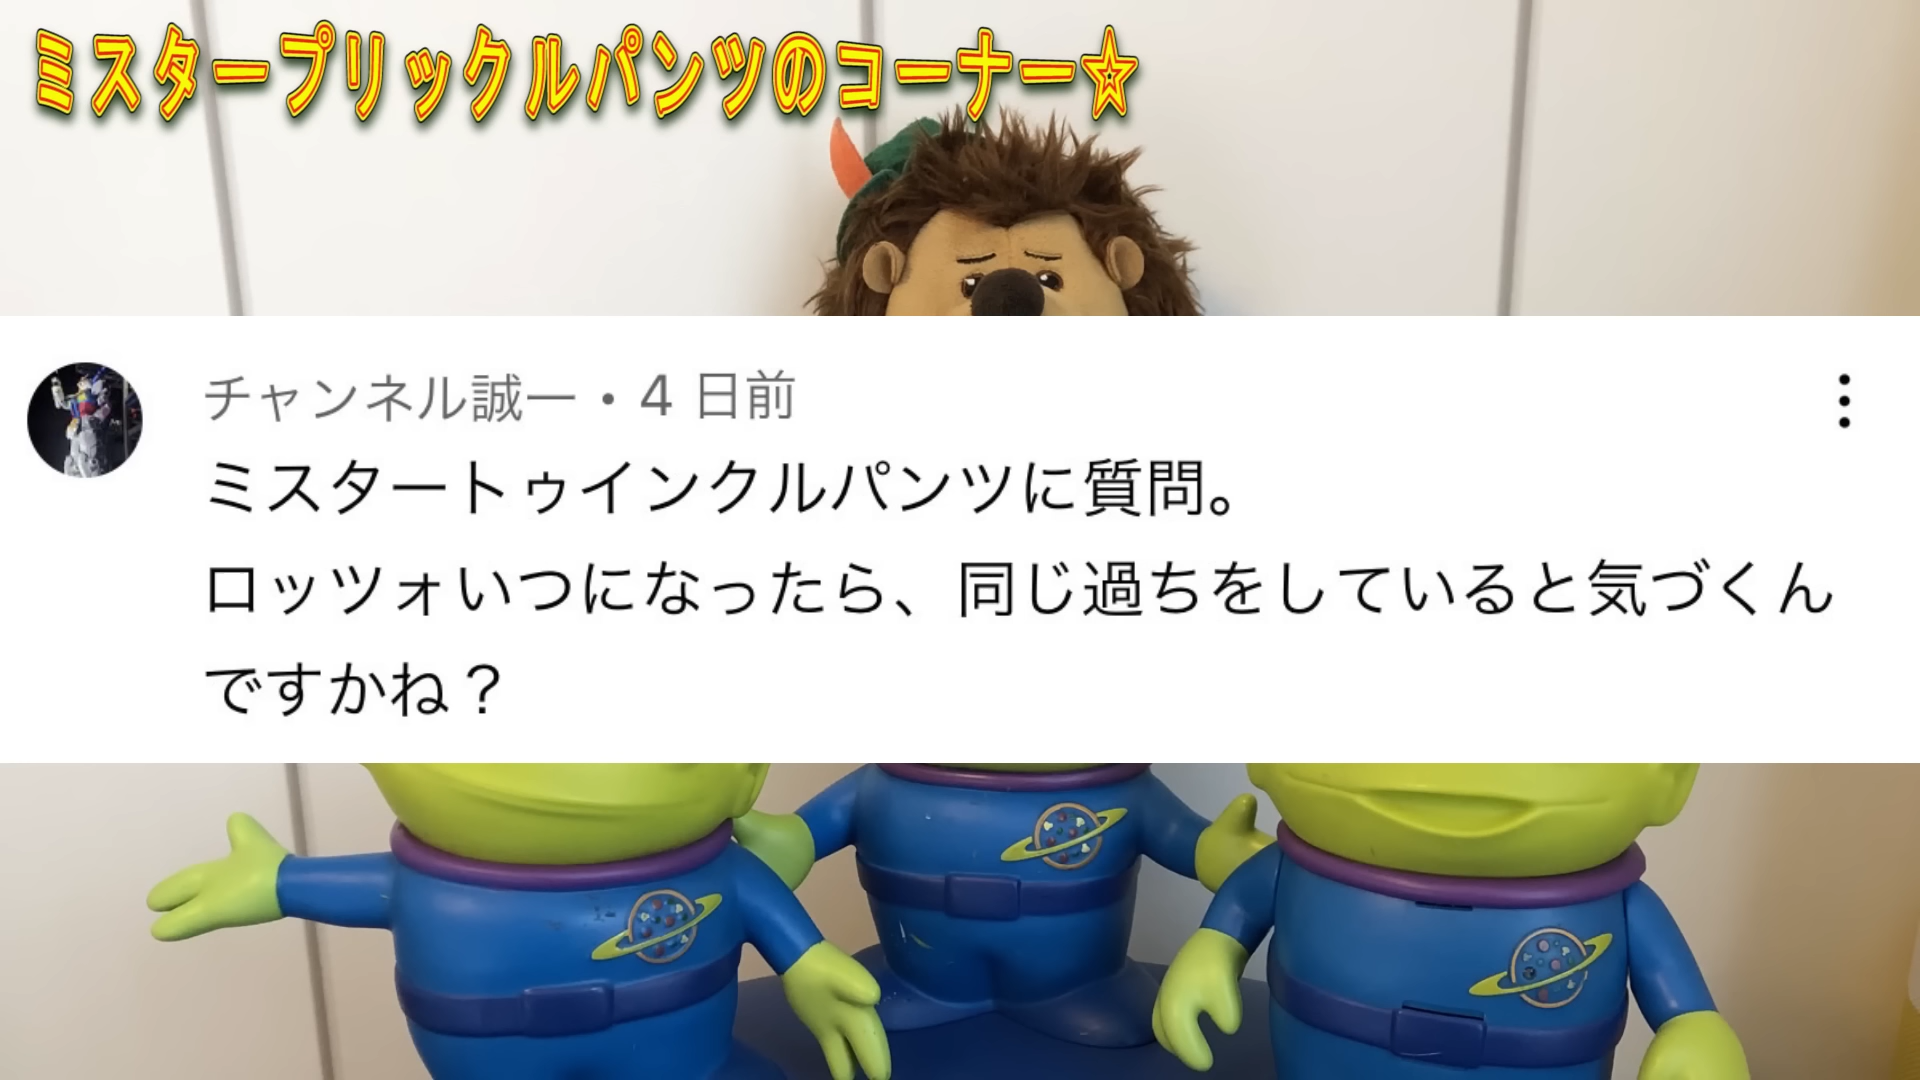 ミスタープリックルパンツのコーナー☆
チャンネル誠一・4 日前
ミスタートゥインクルパンツに質問。
ロッツォいつになったら、同じ過ちをしていると気づくん
ですかね？